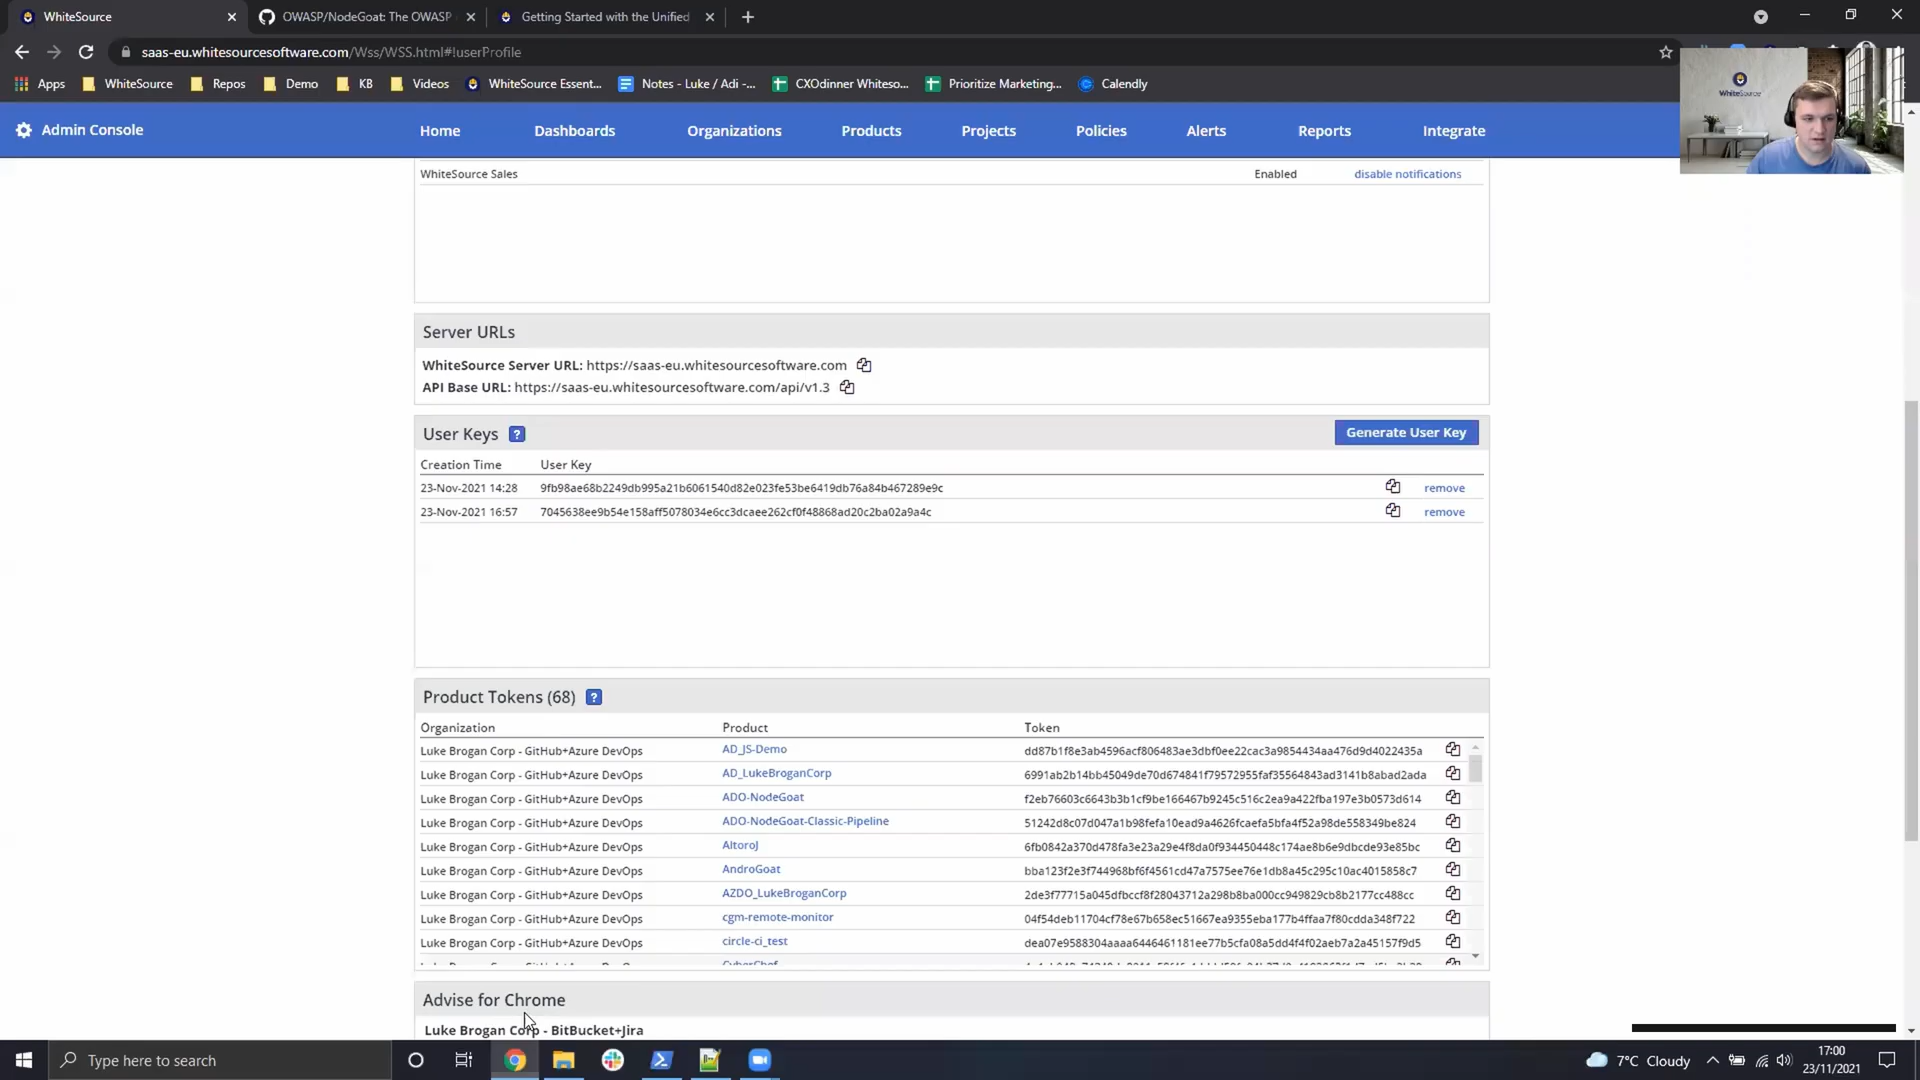 WhiteSource
OWASP/NodeGoat: The OWASP
Getting Started with the Unified
saas-eu.whitesourcesoftware.com/Wss/WSS.html#!userProfile
Apps
WhiteSource
Repos
Demo
KB
Videos
WhiteSource Essent...
Notes - Luke / Adi -...
CXOdinner Whiteso...
Prioritize Marketing...
Calendly
WhiteSource
Admin Console
Home
Dashboards
Organizations
Products
Projects
Policies
Alerts
Reports
Integrate
WhiteSource Sales Enabled disable notifications
Server URLs
WhiteSource Server URL: https://saas-eu.whitesourcesoftware.com
API Base URL: https://saas-eu.whitesourcesoftware.com/api/v1.3
User Keys ? Generate User Key
Creation Time User Key
23-Nov-2021 14:28 9fb98ae68b2249db995a21b6061540d82e023fe53be6419db76a84b467289e9c remove
23-Nov-2021 16:57 7045638ee9b54e158aff5078034e6cc3dcaee262cf0f48868ad20c2ba02a9a4c remove
Product Tokens (68) ?
Organization Product Token
Luke Brogan Corp - GitHub+Azure DevOps AD_JS-Demo dd87b1f8e3ab4596acf806483ae3dbf0ee22cac3a9854434aa476d9d4022435a
Luke Brogan Corp - GitHub+Azure DevOps AD_LukeBroganCorp 6991ab2b14bb45049de70d674841f79572955faf35564843ad3141b8abad2ada
Luke Brogan Corp - GitHub+Azure DevOps ADO-NodeGoat f2eb76603c6643b3b1cf9be166467b9245c516c2ea9a422fba197e3b0573d614
Luke Brogan Corp - GitHub+Azure DevOps ADO-NodeGoat-Classic-Pipeline 51242d8c07d047a1b98fefa10ead9a4626fcaefa5bfa4f52a98de558349be824
Luke Brogan Corp - GitHub+Azure DevOps AltoroJ 6fb0842a370d478fa3e23a29e4f8da0f934450448c174ae8b6e9dbcde93e85bc
Luke Brogan Corp - GitHub+Azure DevOps AndroGoat bba123f2e3f744968bf6f4561cd47a7575ee76e1db8a45c295c10ac4015858c7
Luke Brogan Corp - GitHub+Azure DevOps AZDO_LukeBroganCorp 2de3f77715a045dfbccf8f28043712a298b8ba000cc949829cb8b2177cc488cc
Luke Brogan Corp - GitHub+Azure DevOps cgm-remote-monitor 04f54deb11704cf78e67b658ec51667ea9355eba177b4ffaa7f80cdda348f722
Luke Brogan Corp - GitHub+Azure DevOps circle-ci_test dea07e9588304aaaa6446461181ee77b5cfa08a5dd4f4f02aeb7a2a45157f9d5
Advise for Chrome
Luke Brogan Corp - BitBucket+Jira
Type here to search
7°C Cloudy
17:00
23/11/2021